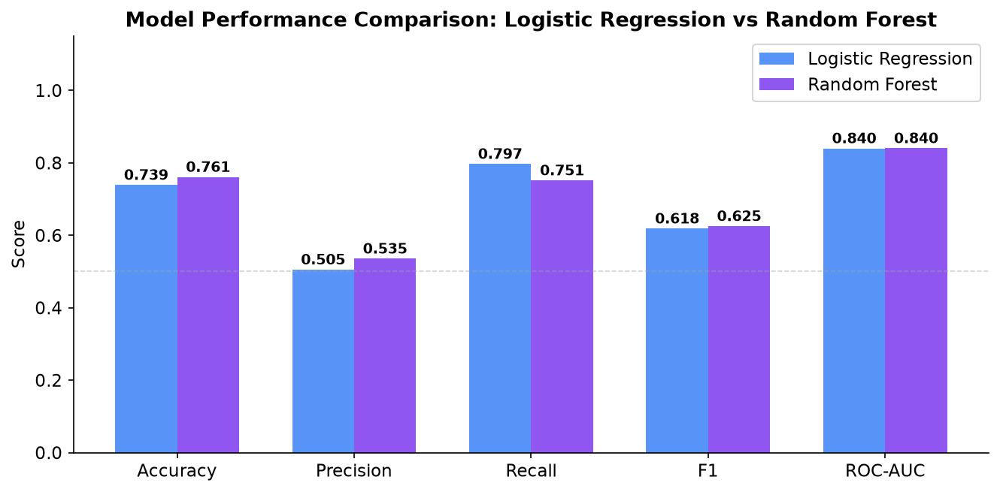 Model Performance Comparison: Logistic Regression vs Random Forest
Logistic Regression
Random Forest
Score
1.0
0.8
0.6
0.4
0.2
0.0
0.739
0.761
0.505
0.535
0.797
0.751
0.618
0.625
0.840
0.840
Accuracy
Precision
Recall
F1
ROC-AUC